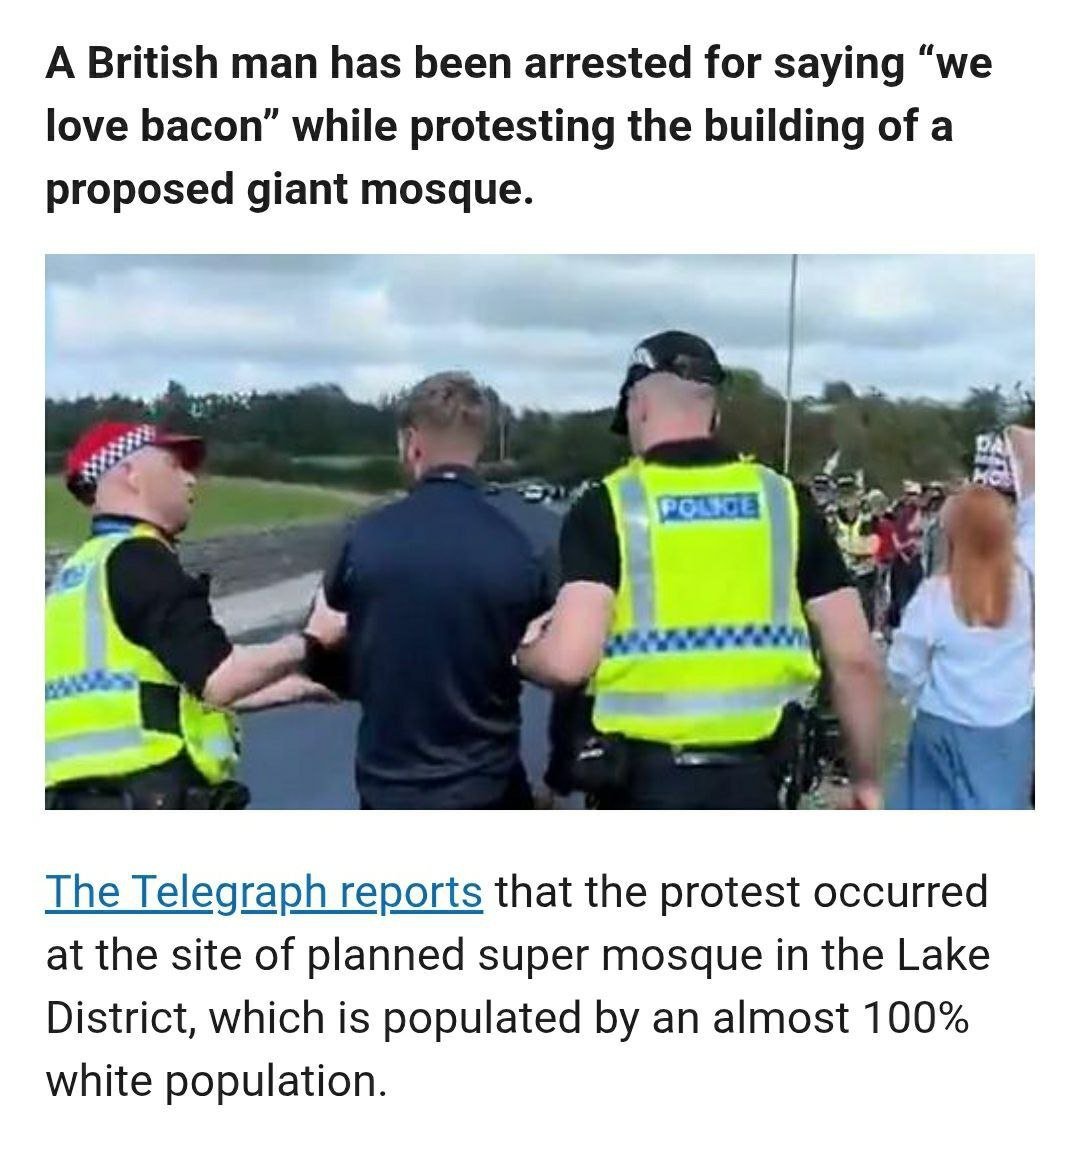 A British man has been arrested for saying “we
love bacon” while protesting the building of a
proposed giant mosque.
POLICE
The Telegraph reports that the protest occurred
at the site of planned super mosque in the Lake
District, which is populated by an almost 100%
white population.